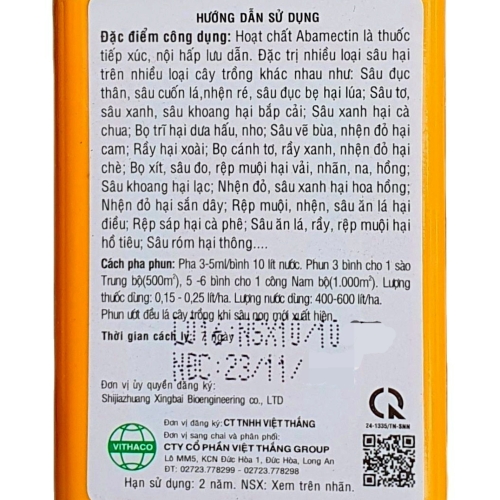 HƯỚNG DẪN SỬ DỤNG
Đặc điểm công dụng: Hoạt chất Abamectin là thuốc
tiếp xúc, nội hấp lưu dẫn. Đặc trị nhiều loại sâu hại
trên nhiều loại cây trồng khác nhau như: Sâu đục
thân, sâu cuốn lá,nhện ré, sâu đục bẹ hại lúa; Sâu tơ,
sâu xanh, sâu khoang hại bắp cải; Sâu xanh hại cà
chua; Bọ trĩ hại dưa hấu, nho; Sâu vẽ bùa, nhện đỏ hại
cam; Rầy hại xoài; Bọ cánh tơ, rầy xanh, nhện đỏ hại
chè; Bọ xít, sâu đo, rệp muội hại vải, nhãn, na, hồng;
Sâu khoang hại lạc; Nhện đỏ, sâu xanh hại hoa hồng;
Nhện đỏ hại sắn dây; Rệp muội, nhện, sâu ăn lá hại
điều; Rệp sáp hại cà phê; Sâu ăn lá, rầy, rệp muội hại
hồ tiêu; Sâu róm hại thông....
Cách pha phun: Pha 3-5ml/bình 10 lít nước. Phun 3 bình cho 1 sào
Trung bộ(500m²), 5 -6 bình cho 1 công Nam bộ(1.000m²). Lượng
thuốc dùng: 0,15 - 0,25 lít/ha. Lượng nước dùng: 400-600 lít/ha.
Phun ướt đều lá cây trồng khi sâu non mới xuất hiện.
Thời gian cách ly: 7 ngày
NSX10/10
NĐC:23/11/
Đơn vị ủy quyền đăng ký:
Shijiazhuang Xingbai Bioengineering co., LTD
Đơn vị đăng ký: CT TNHH VIỆT THẮNG
Đơn vị sang chai và phân phối:
CTY CỔ PHẦN VIỆT THẮNG GROUP
Lô MM5, KCN Đức Hòa 1, Đức Hòa, Long An
ĐT: 02723.778299 - 02723.778298
VITHACO
Hạn sử dụng: 2 năm. NSX: Xem trên nhãn.
24-1335/TN-SNN